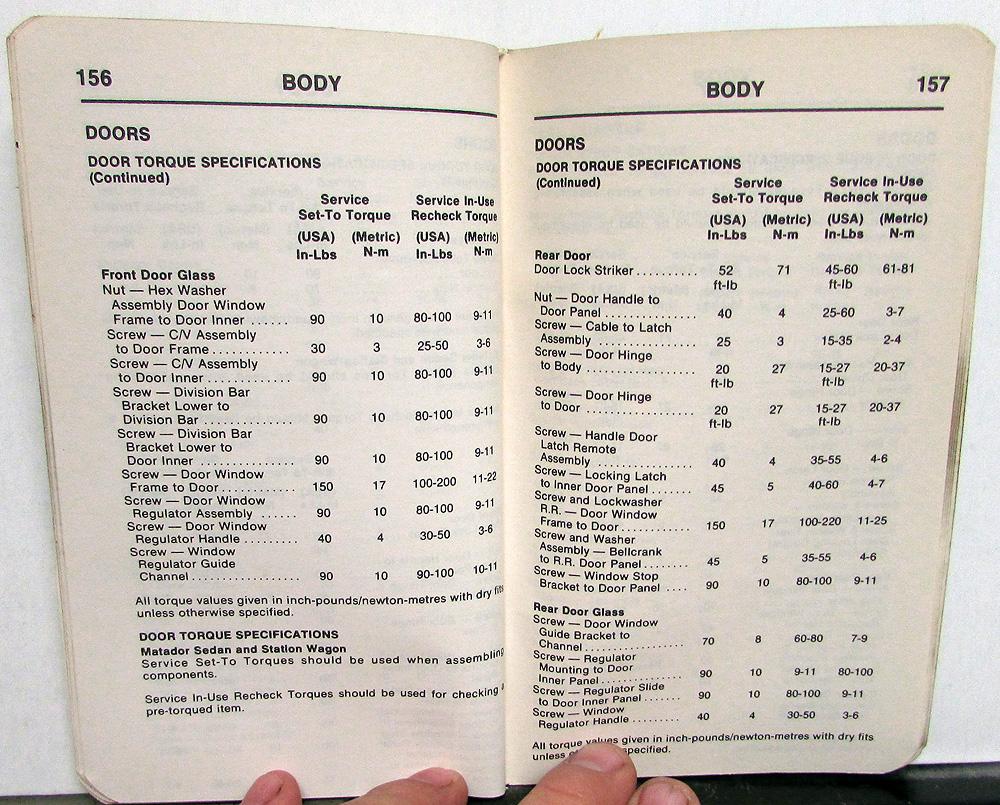 156
BODY
DOORS
DOOR TORQUE SPECIFICATIONS
(Continued)
Service Service In-Use
Set-To Torque Recheck Torque
(USA) (Metric) (USA) (Metric)
In-Lbs N-m In-Lbs N-m
Front Door Glass
Nut — Hex Washer
Assembly Door Window
Frame to Door Inner ...... 90 10 80-100 9-11
Screw — C/V Assembly
to Door Frame ............ 30 3 25-50 3-6
Screw — C/V Assembly
to Door Inner ............. 90 10 80-100 9-11
Screw — Division Bar
Bracket Lower to
Division Bar .............. 90 10 80-100 9-11
Screw — Division Bar
Bracket Lower to
Door Inner .............. 90 10 80-100 9-11
Screw — Door Window
Frame to Door ........... 150 17 100-200 11-22
Screw — Door Window
Regulator Assembly ...... 90 10 80-100 9-11
Screw — Door Window
Regulator Handle ........ 40 4 30-50 3-6
Screw — Window
Regulator Guide
Channel ................. 90 10 90-100 10-11
All torque values given in inch-pounds/newton-metres with dry fits
unless otherwise specified.
DOOR TORQUE SPECIFICATIONS
Matador Sedan and Station Wagon
Service Set-To Torques should be used when assembling
components.
Service In-Use Recheck Torques should be used for checking
pre-torqued item.
BODY
157
DOORS
DOOR TORQUE SPECIFICATIONS
(Continued)
Service Service In-Use
Set-To Torque Recheck Torque
(USA) (Metric) (USA) (Metric)
In-Lbs N-m In-Lbs N-m
Rear Door
Door Lock Striker .......... 52 71 45-60 61-81
ft-lb ft-lb
Nut — Door Handle to
Door Panel ............... 40 4 25-60 3-7
Screw — Cable to Latch
Assembly ................ 25 3 15-35 2-4
Screw — Door Hinge
to Body .................. 20 27 15-27 20-37
ft-lb ft-lb
Screw — Door Hinge
to Door .................. 20 27 15-27 20-37
ft-lb ft-lb
Screw — Handle Door
Latch Remote
Assembly ................ 40 4 35-55 4-6
Screw — Locking Latch
to Inner Door Panel ....... 45 5 40-60 4-7
Screw and Lockwasher
R.R. — Door Window
Frame to Door ............ 150 17 100-220 11-25
Screw and Washer
Assembly — Bellcrank
to R.R. Door Panel ........ 45 5 35-55 4-6
Screw — Window Stop
Bracket to Door Panel .... 90 10 80-100 9-11
Rear Door Glass
Screw — Door Window
Guide Bracket to
Channel ................. 70 8 60-80 7-9
Screw — Regulator
Mounting to Door
Inner Panel .............. 90 10 9-11 80-100
Screw — Regulator Slide
to Door Inner Panel ....... 90 10 80-100 9-11
Screw — Window
Regulator Handle ......... 40 4 30-50 3-6
All torque values given in inch-pounds/newton-metres with dry fits
unless specified.